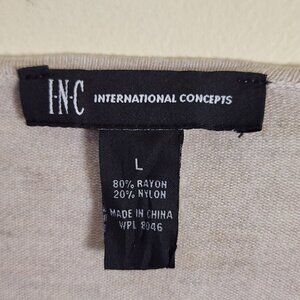 I·N·C INTERNATIONAL CONCEPTS
L
80% RAYON
20% NYLON
MADE IN CHINA
WPL 8046